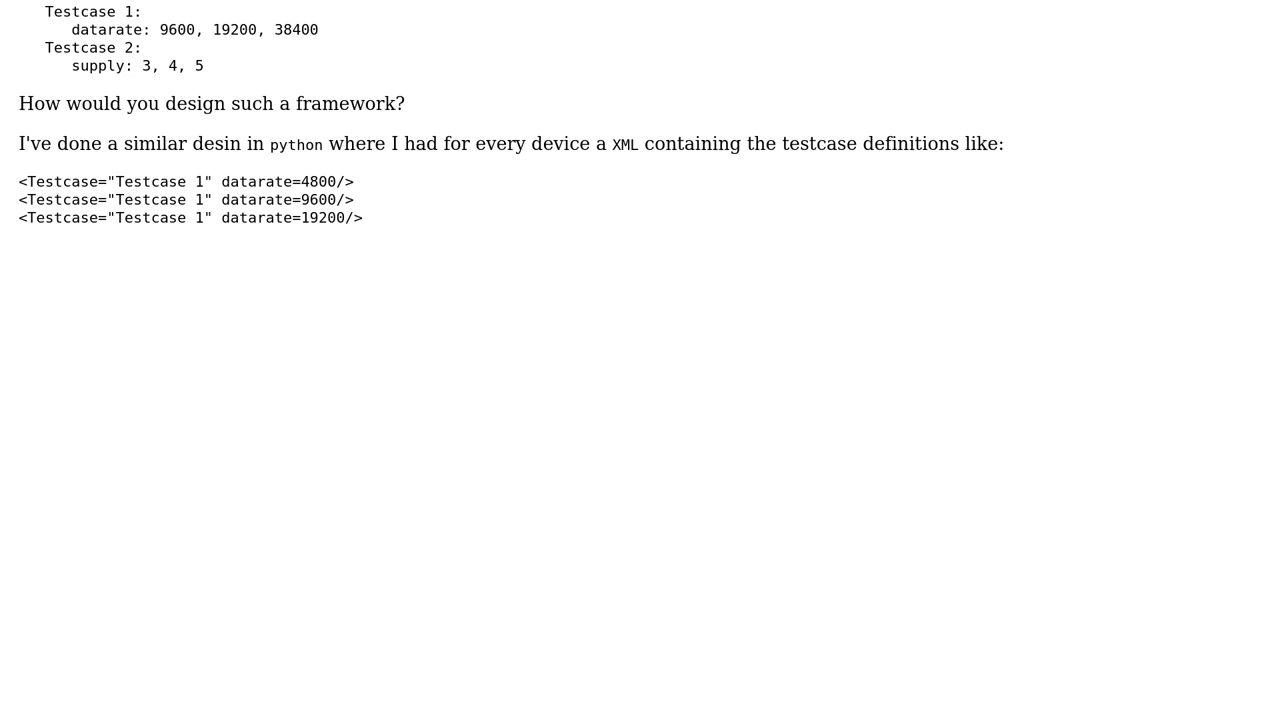 Testcase 1:
datarate: 9600, 19200, 38400
Testcase 2:
supply: 3, 4, 5
How would you design such a framework?
I've done a similar desin in python where I had for every device a XML containing the testcase definitions like:
<Testcase="Testcase 1" datarate=4800/>
<Testcase="Testcase 1" datarate=9600/>
<Testcase="Testcase 1" datarate=19200/>